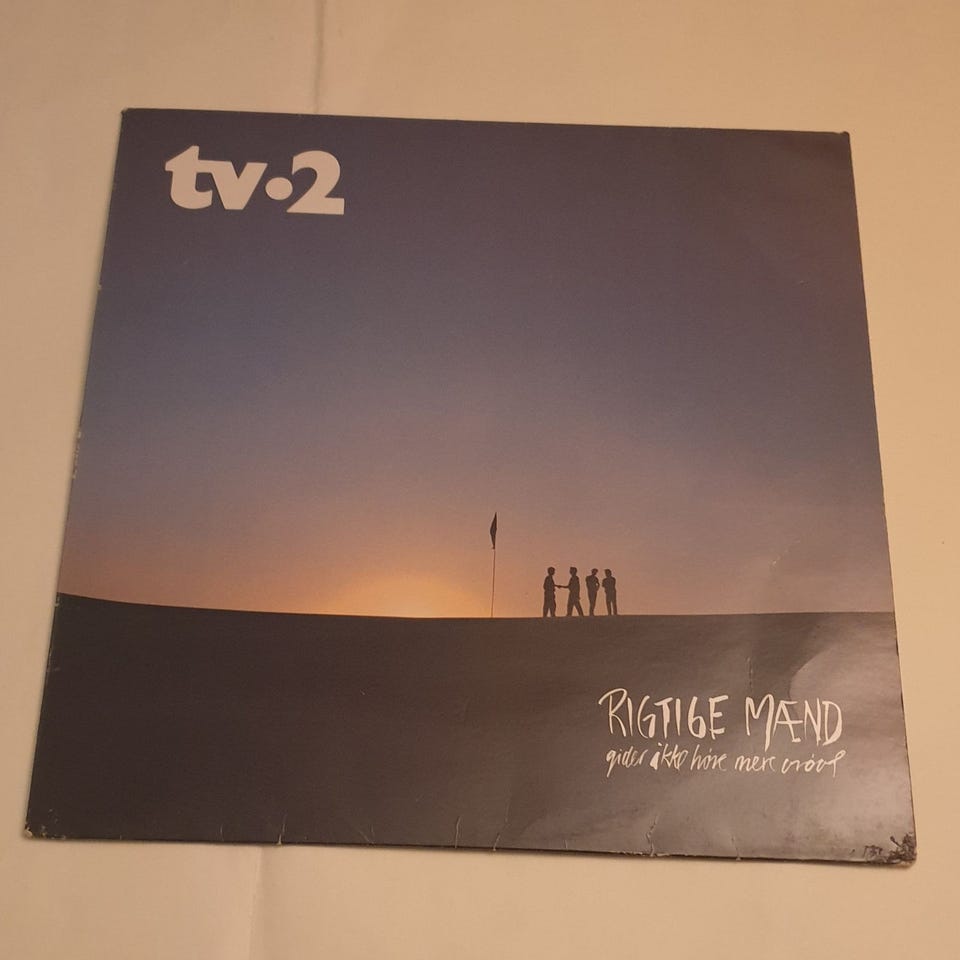 tv·2
RIGTIGE MÆND
gider ikke høre mere vrøvl